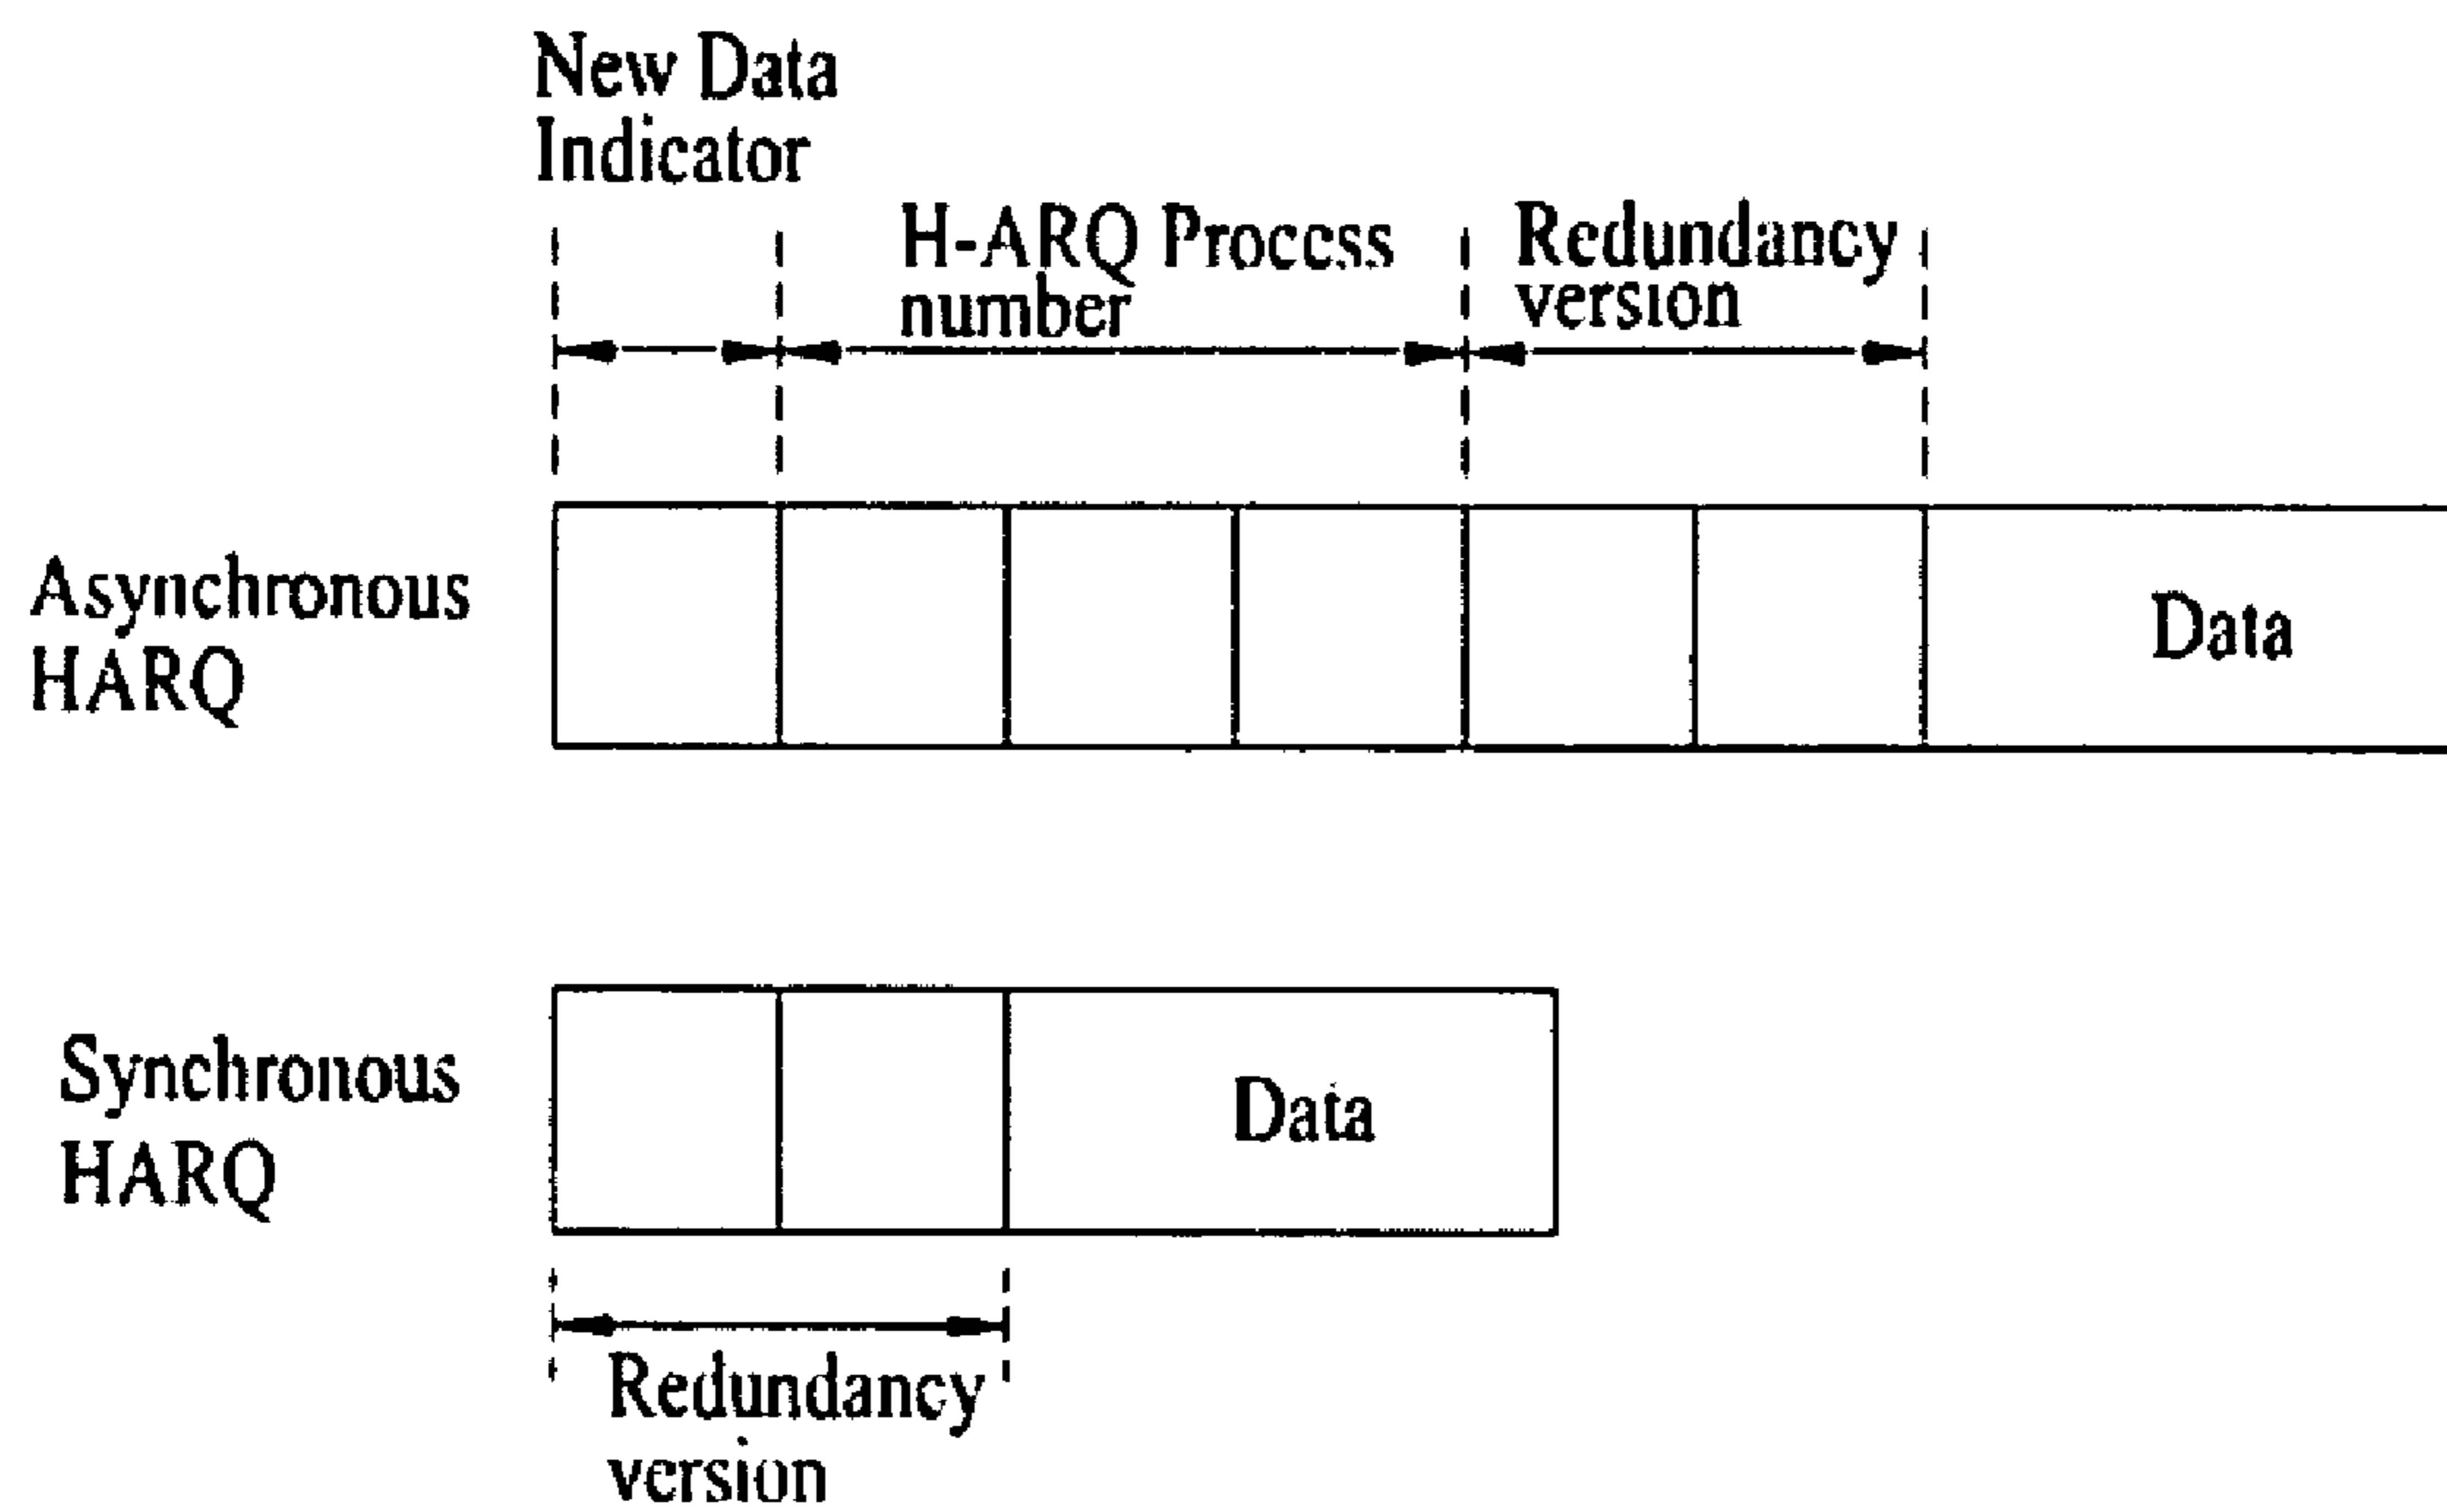 New Data
Indicator
H-ARQ Process
number
Redundancy
version
Asynchronous
HARQ
Data
Synchronous
HARQ
Data
Redundancy
version